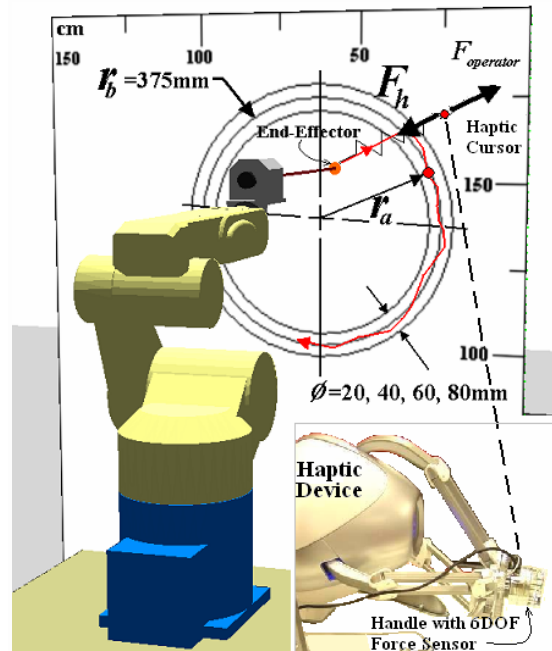 cm
150
100
50
r_b =375mm
F_operator
F_h
End-Effector
Haptic
Cursor
150
r_a
100
Ø=20, 40, 60, 80mm
Haptic
Device
Handle with 6DOF
Force Sensor